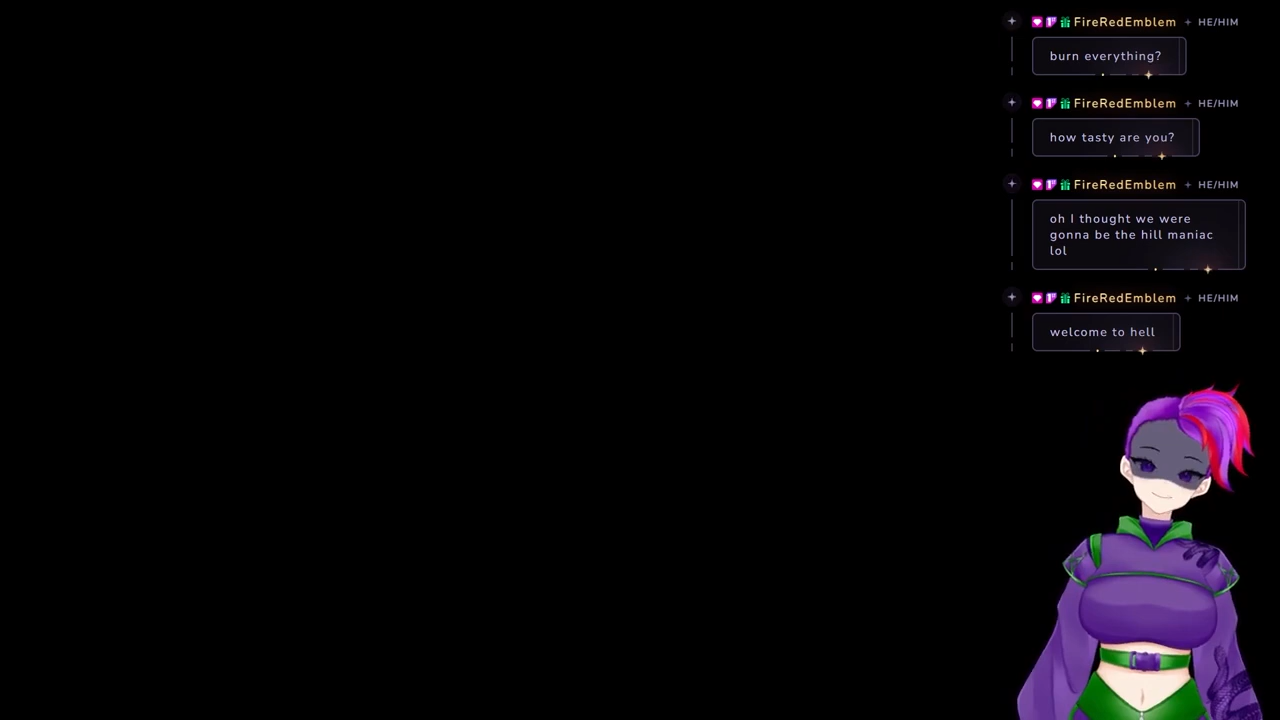 FireRedEmblem HE/HIM
burn everything?
FireRedEmblem HE/HIM
how tasty are you?
FireRedEmblem HE/HIM
oh I thought we were
gonna be the hill maniac
lol
FireRedEmblem HE/HIM
welcome to hell